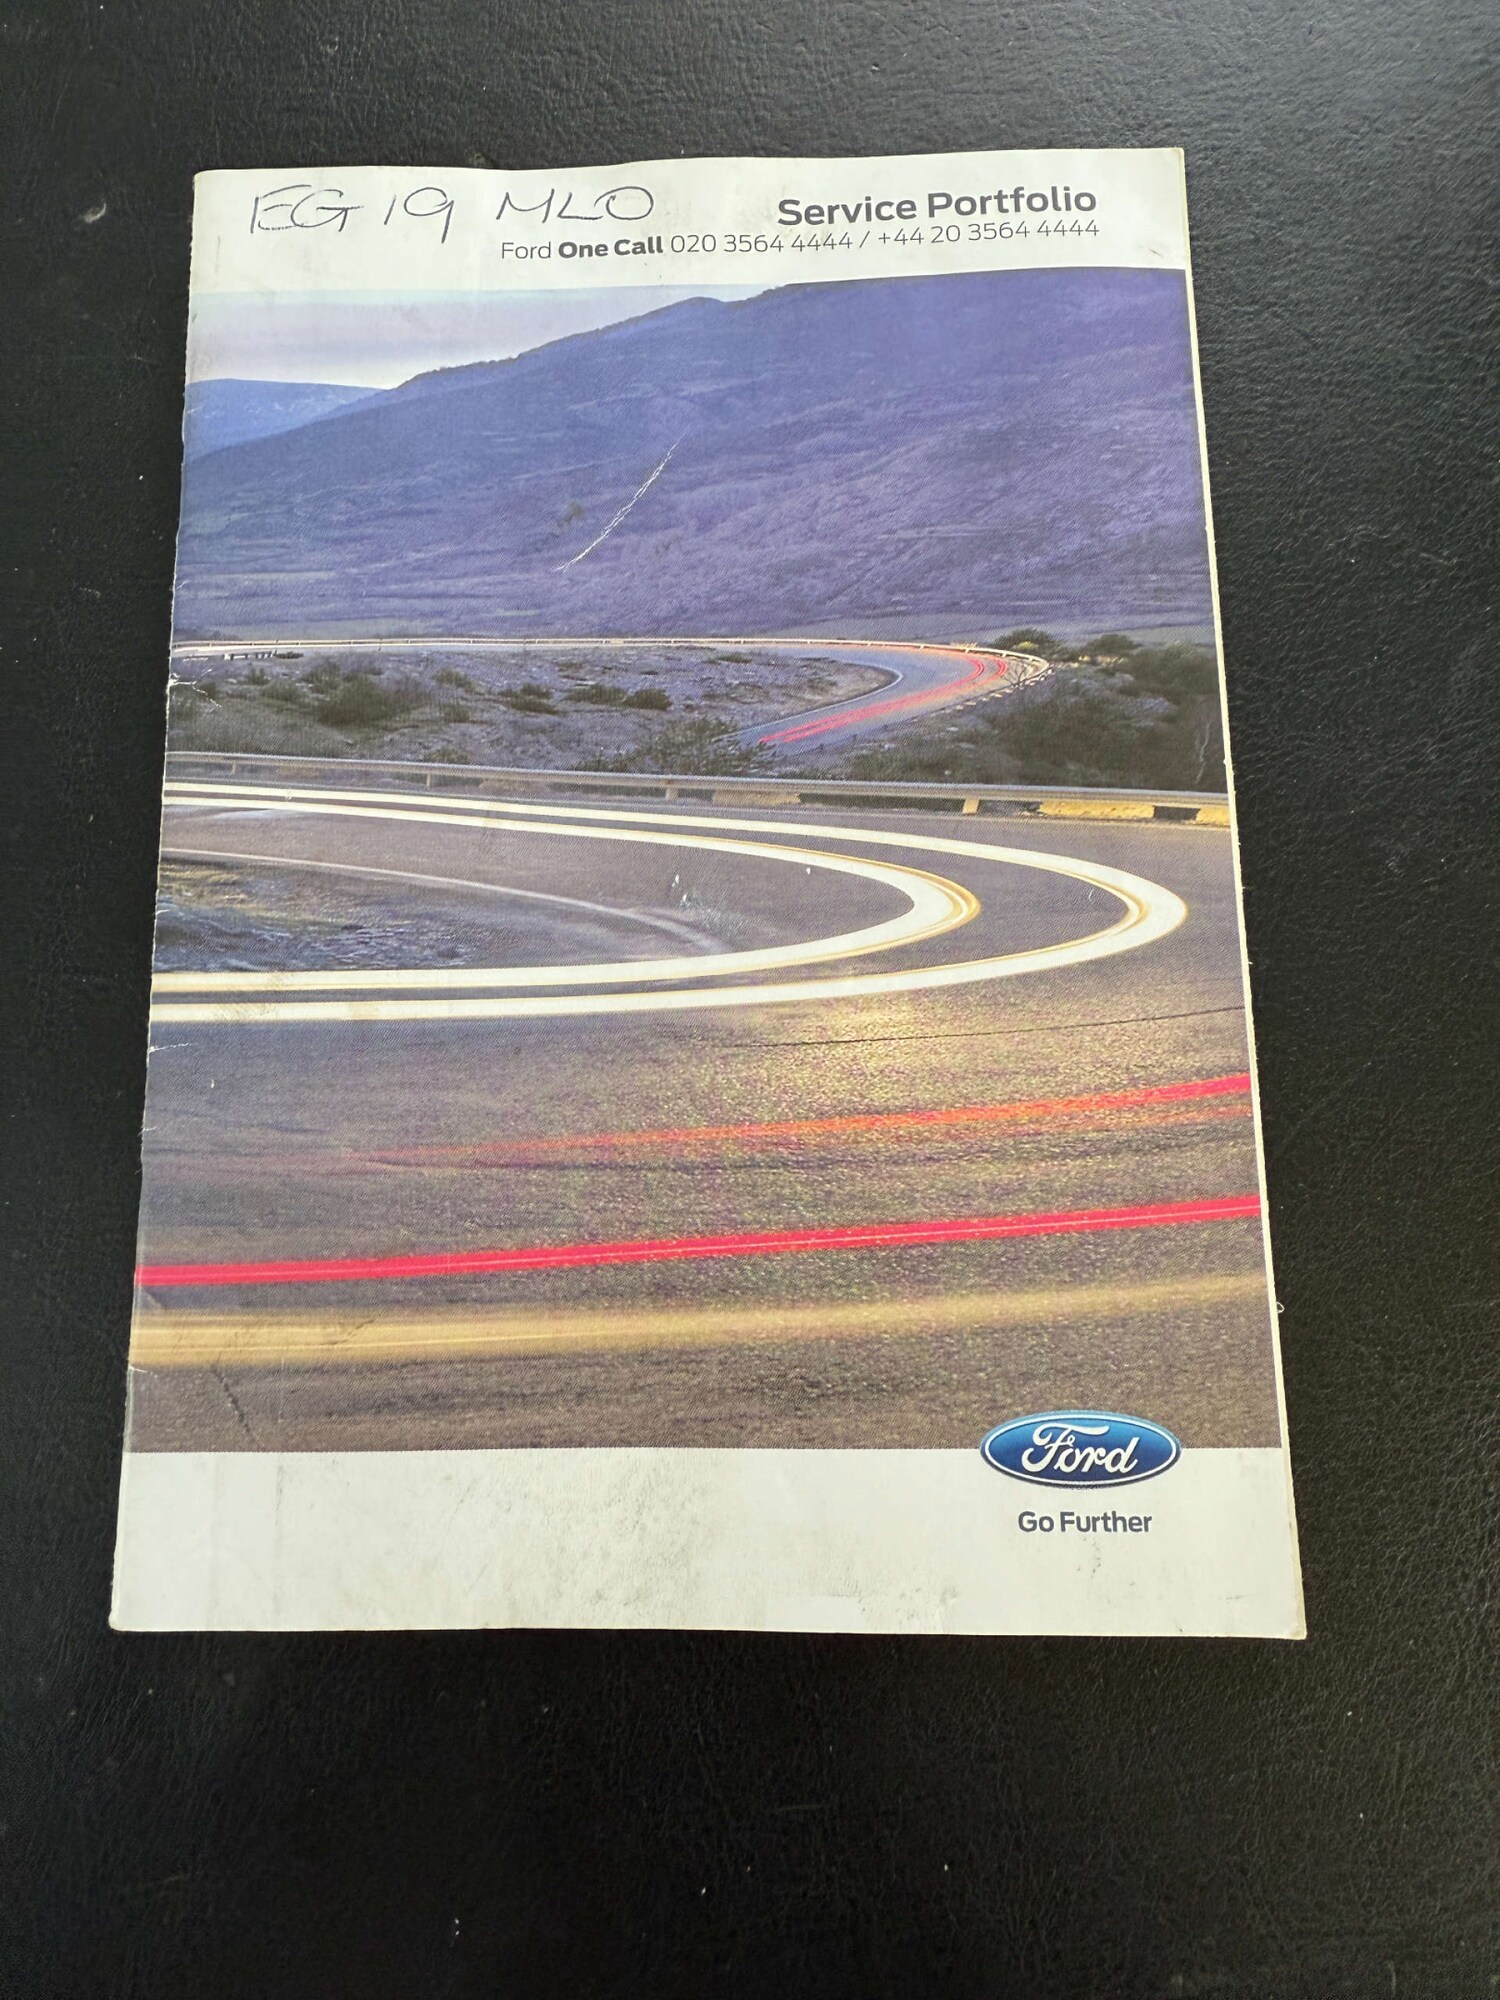 EG 19 MLO
Service Portfolio
Ford One Call 020 3564 4444 / +44 20 3564 4444
Ford
Go Further